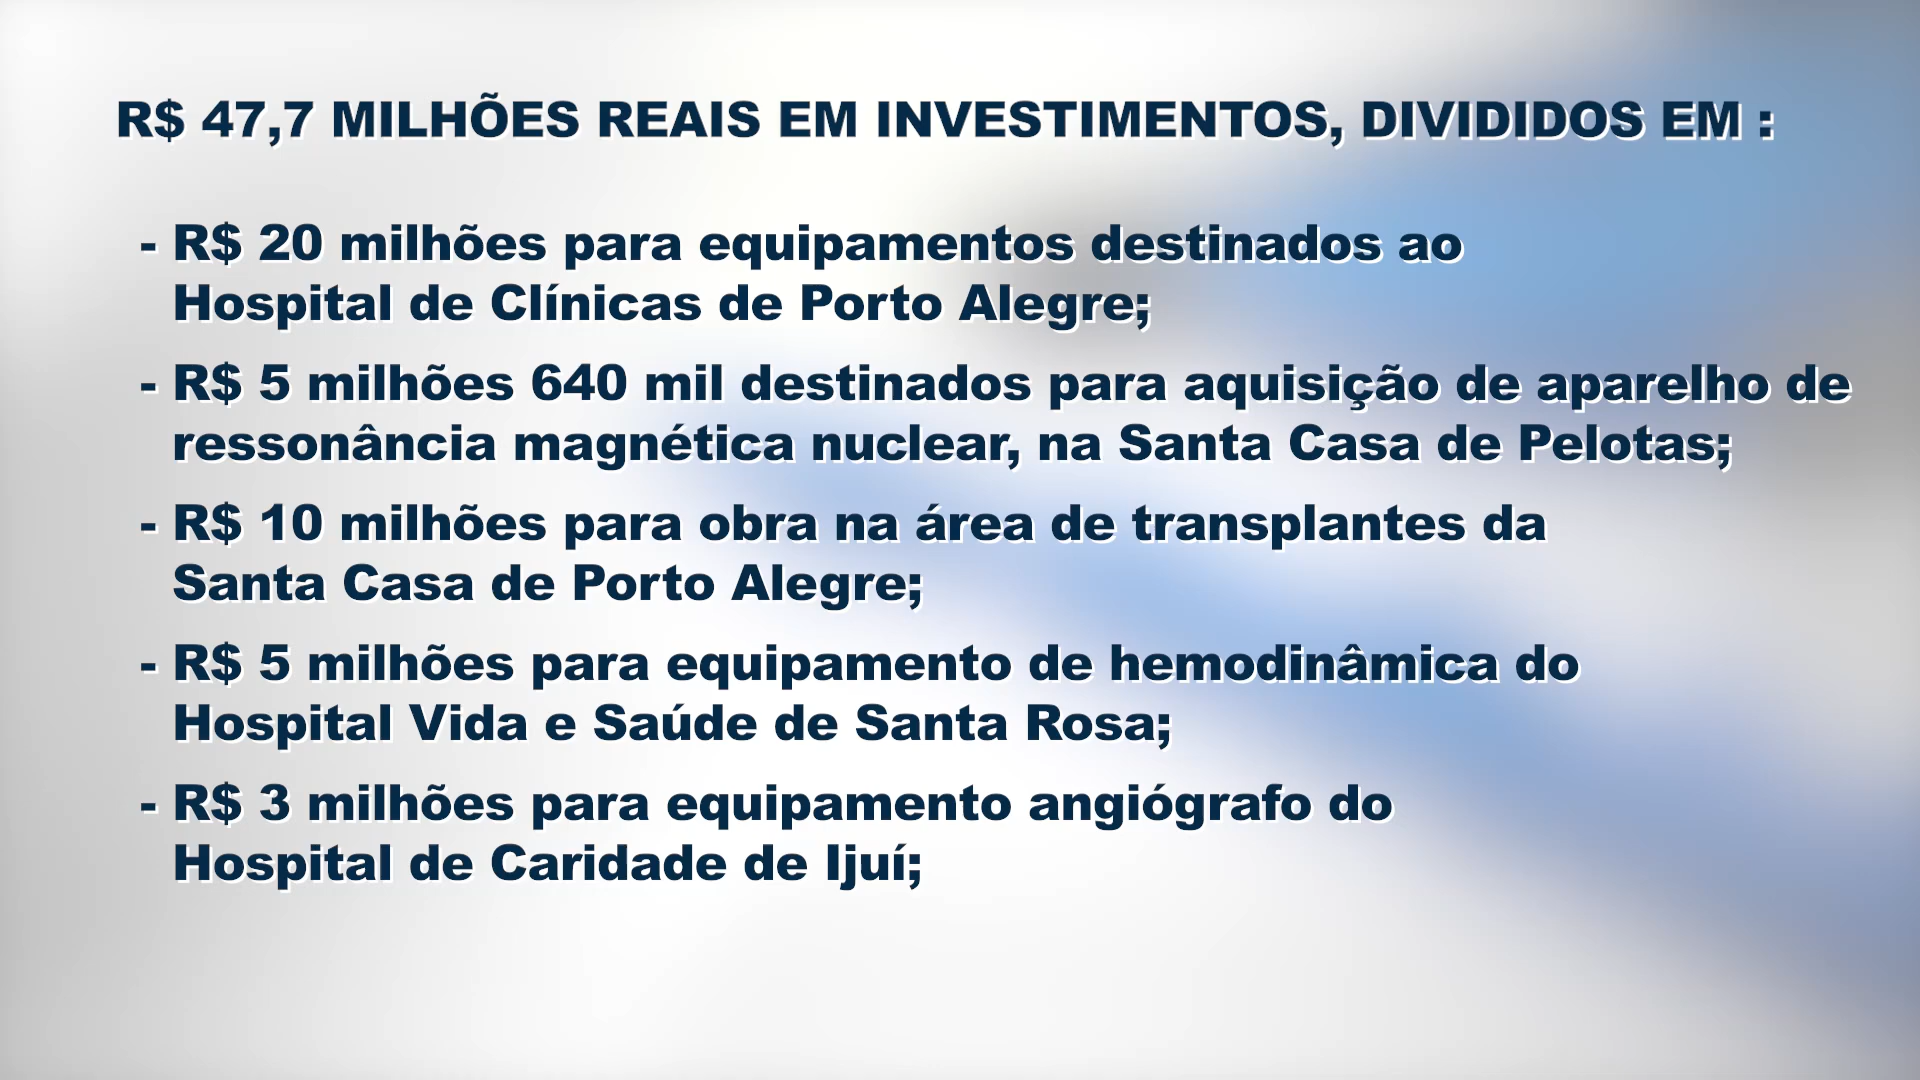 R$ 47,7 MILHÕES REAIS EM INVESTIMENTOS, DIVIDIDOS EM :
- R$ 20 milhões para equipamentos destinados ao
Hospital de Clínicas de Porto Alegre;
- R$ 5 milhões 640 mil destinados para aquisição de aparelho de
ressonância magnética nuclear, na Santa Casa de Pelotas;
- R$ 10 milhões para obra na área de transplantes da
Santa Casa de Porto Alegre;
- R$ 5 milhões para equipamento de hemodinâmica do
Hospital Vida e Saúde de Santa Rosa;
- R$ 3 milhões para equipamento angiógrafo do
Hospital de Caridade de Ijuí;